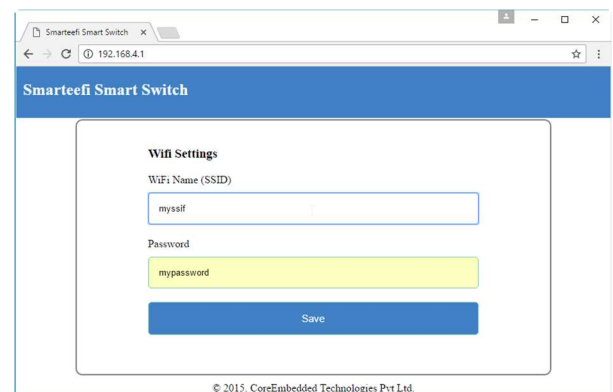 Smarteefi Smart Switch
192.168.4.1
Smarteefi Smart Switch
Wifi Settings
WiFi Name (SSID)
myssif
Password
mypassword
Save
© 2015. CoreEmbedded Technologies Pvt Ltd.